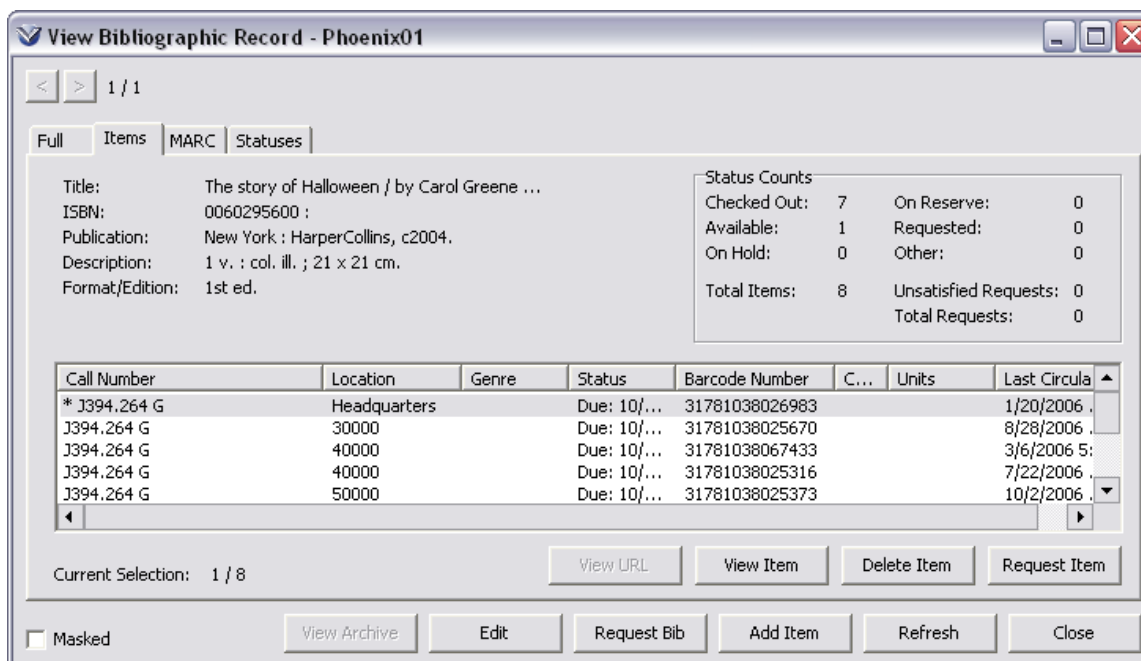 View Bibliographic Record - Phoenix01
< > 1 / 1
Full Items MARC Statuses
Title: The story of Halloween / by Carol Greene ...
ISBN: 0060295600 :
Publication: New York : HarperCollins, c2004.
Description: 1 v. : col. ill. ; 21 x 21 cm.
Format/Edition: 1st ed.
Status Counts
Checked Out: 7 On Reserve: 0
Available: 1 Requested: 0
On Hold: 0 Other: 0
Total Items: 8 Unsatisfied Requests: 0
Total Requests: 0
Call Number Location Genre Status Barcode Number C... Units Last Circula
* J394.264 G Headquarters Due: 10/... 31781038026983 1/20/2006 .
J394.264 G 30000 Due: 10/... 31781038025670 8/28/2006 .
J394.264 G 40000 Due: 10/... 31781038067433 3/6/2006 5:
J394.264 G 40000 Due: 10/... 31781038025316 7/22/2006 .
J394.264 G 50000 Due: 10/... 31781038025373 10/2/2006 .
Current Selection: 1 / 8 View URL View Item Delete Item Request Item
Masked View Archive Edit Request Bib Add Item Refresh Close